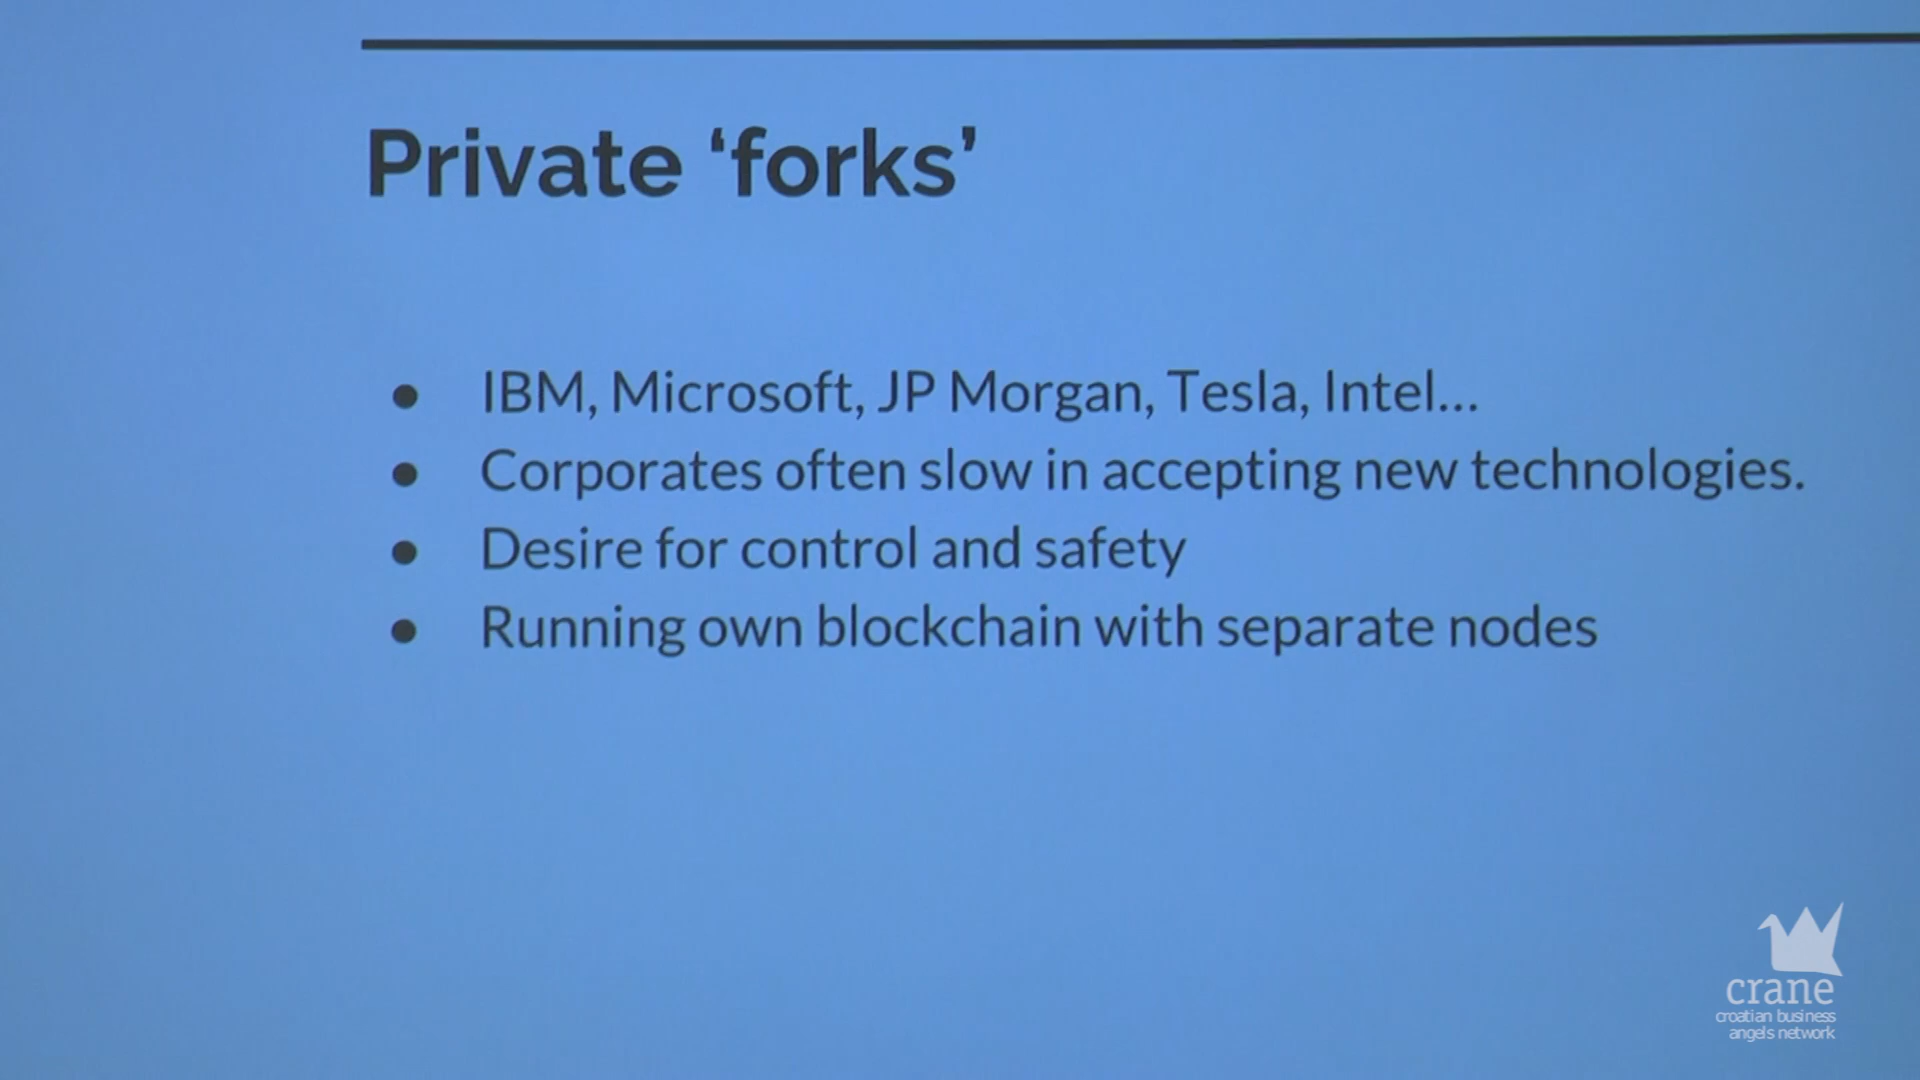 Private ‘forks’
● IBM, Microsoft, JP Morgan, Tesla, Intel...
● Corporates often slow in accepting new technologies.
● Desire for control and safety
● Running own blockchain with separate nodes
crane
croatian business
angels network